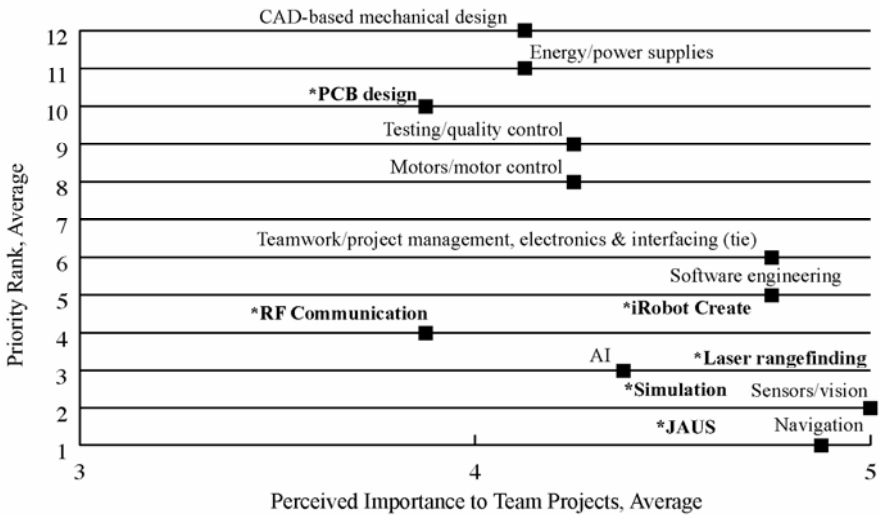 CAD-based mechanical design
12
Energy/power supplies
11
*PCB design
10
Testing/quality control
9
Motors/motor control
8
7
Teamwork/project management, electronics & interfacing (tie)
6
Software engineering
5
*iRobot Create
*RF Communication
4
AI
*Laser rangefinding
3
*Simulation
Sensors/vision
2
*JAUS
Navigation
1
3
4
5
Priority Rank, Average
Perceived Importance to Team Projects, Average